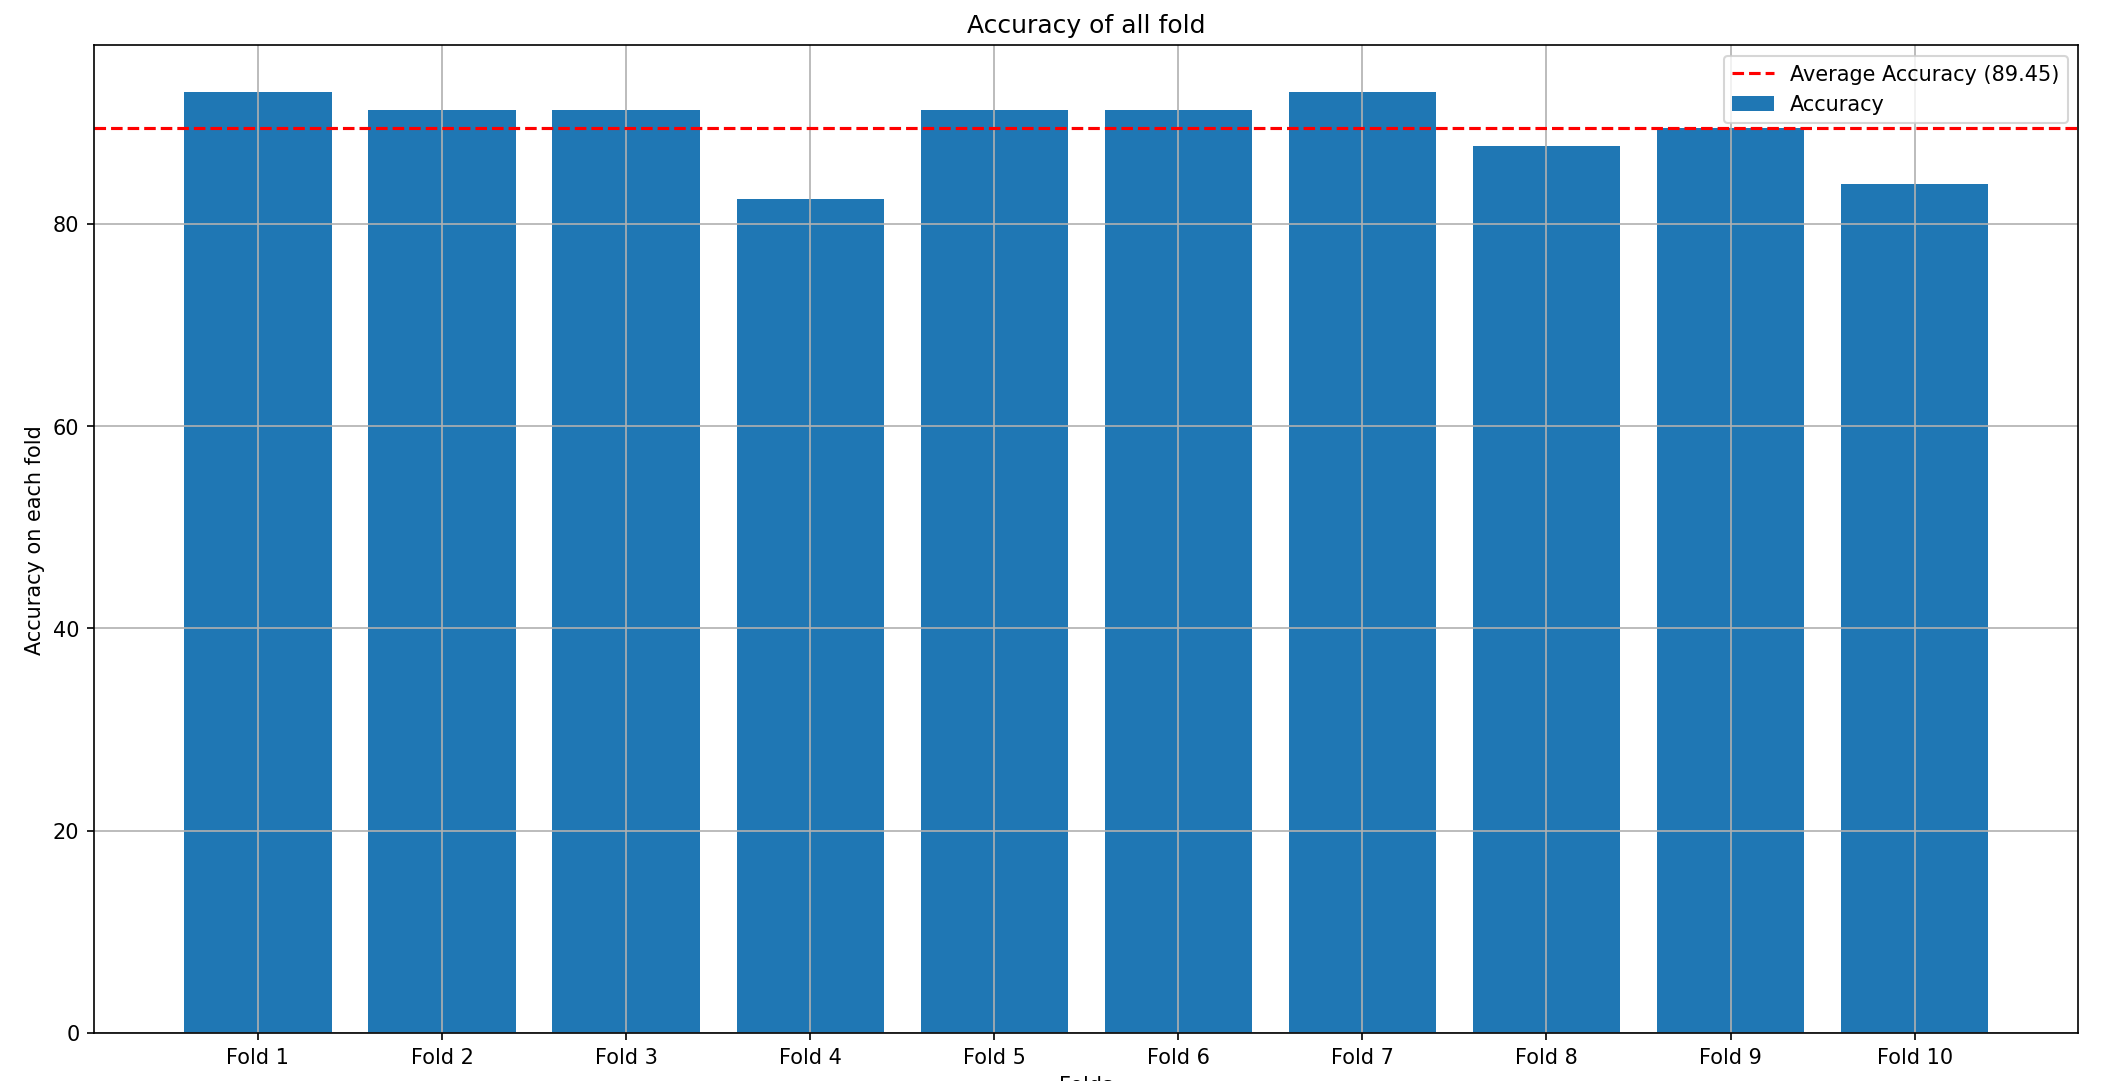 Accuracy of all fold
Average Accuracy (89.45)
Accuracy
Accuracy on each fold
80
60
40
20
0
Fold 1
Fold 2
Fold 3
Fold 4
Fold 5
Fold 6
Fold 7
Fold 8
Fold 9
Fold 10
Folds